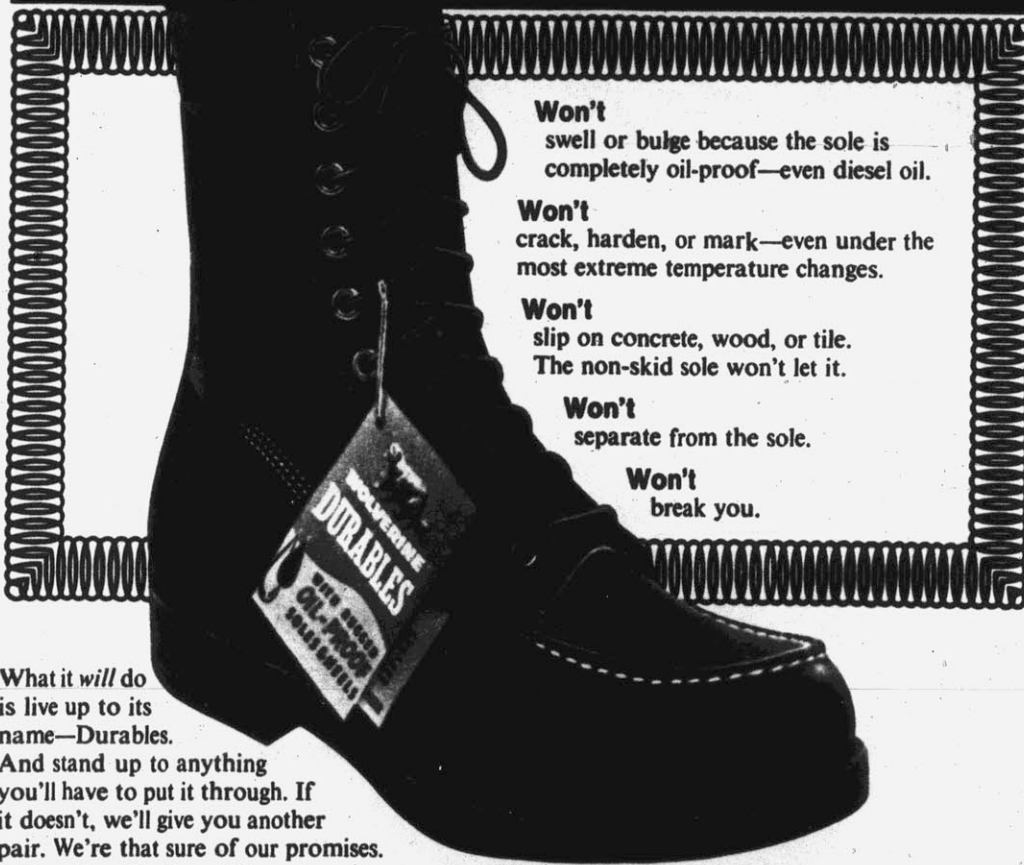 Won't
swell or bulge because the sole is
completely oil-proof—even diesel oil.
Won't
crack, harden, or mark—even under the
most extreme temperature changes.
Won't
slip on concrete, wood, or tile.
The non-skid sole won't let it.
Won't
separate from the sole.
Won't
break you.
WOLVERINE
DURABLES
WITH RUGGED
OIL-PROOF
SOLES & HEELS
What it will do
is live up to its
name—Durables.
And stand up to anything
you'll have to put it through. If
it doesn't, we'll give you another
pair. We're that sure of our promises.